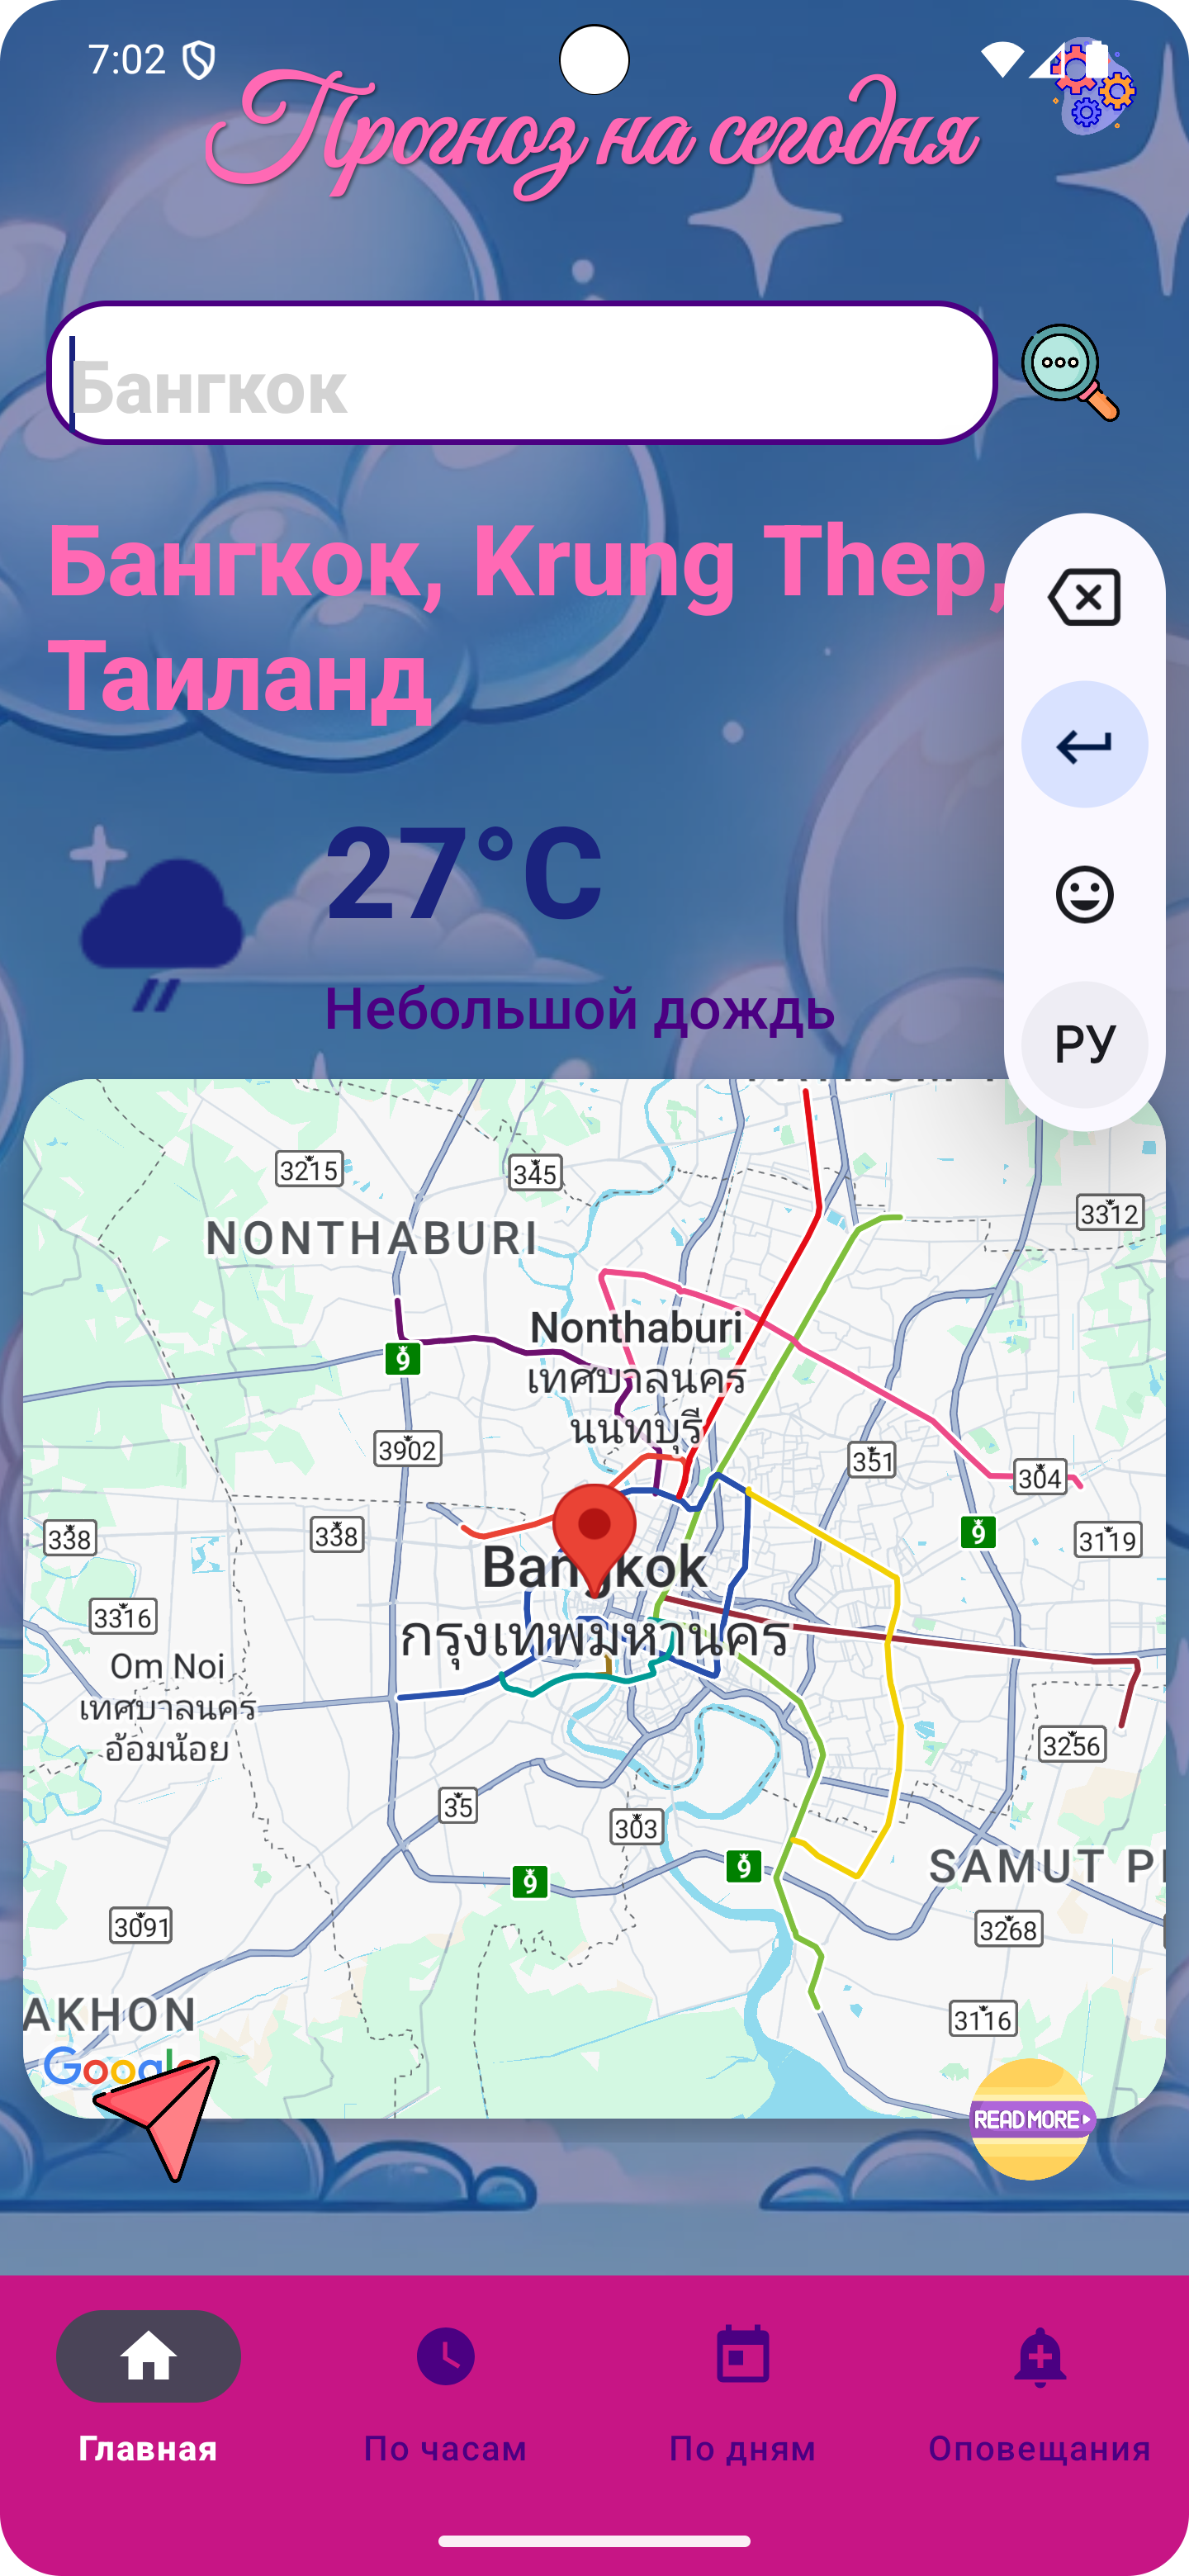 7:02
Прогноз на сегодня
Бангкок
Бангкок, Krung Thep,
Таиланд
27°C
Небольшой дождь
РУ
3215
345
3312
NONTHABURI
Nonthaburi
เทศบาลนคร
นนทบุรี
9
3902
351
304
338
338
9
3119
Bangkok
กรุงเทพมหานคร
3316
Om Noi
เทศบาลนคร
อ้อมน้อย
3256
35
303
9
9
SAMUT P
3091
3268
AKHON
3116
Google
READ MORE
Главная
По часам
По дням
Оповещания